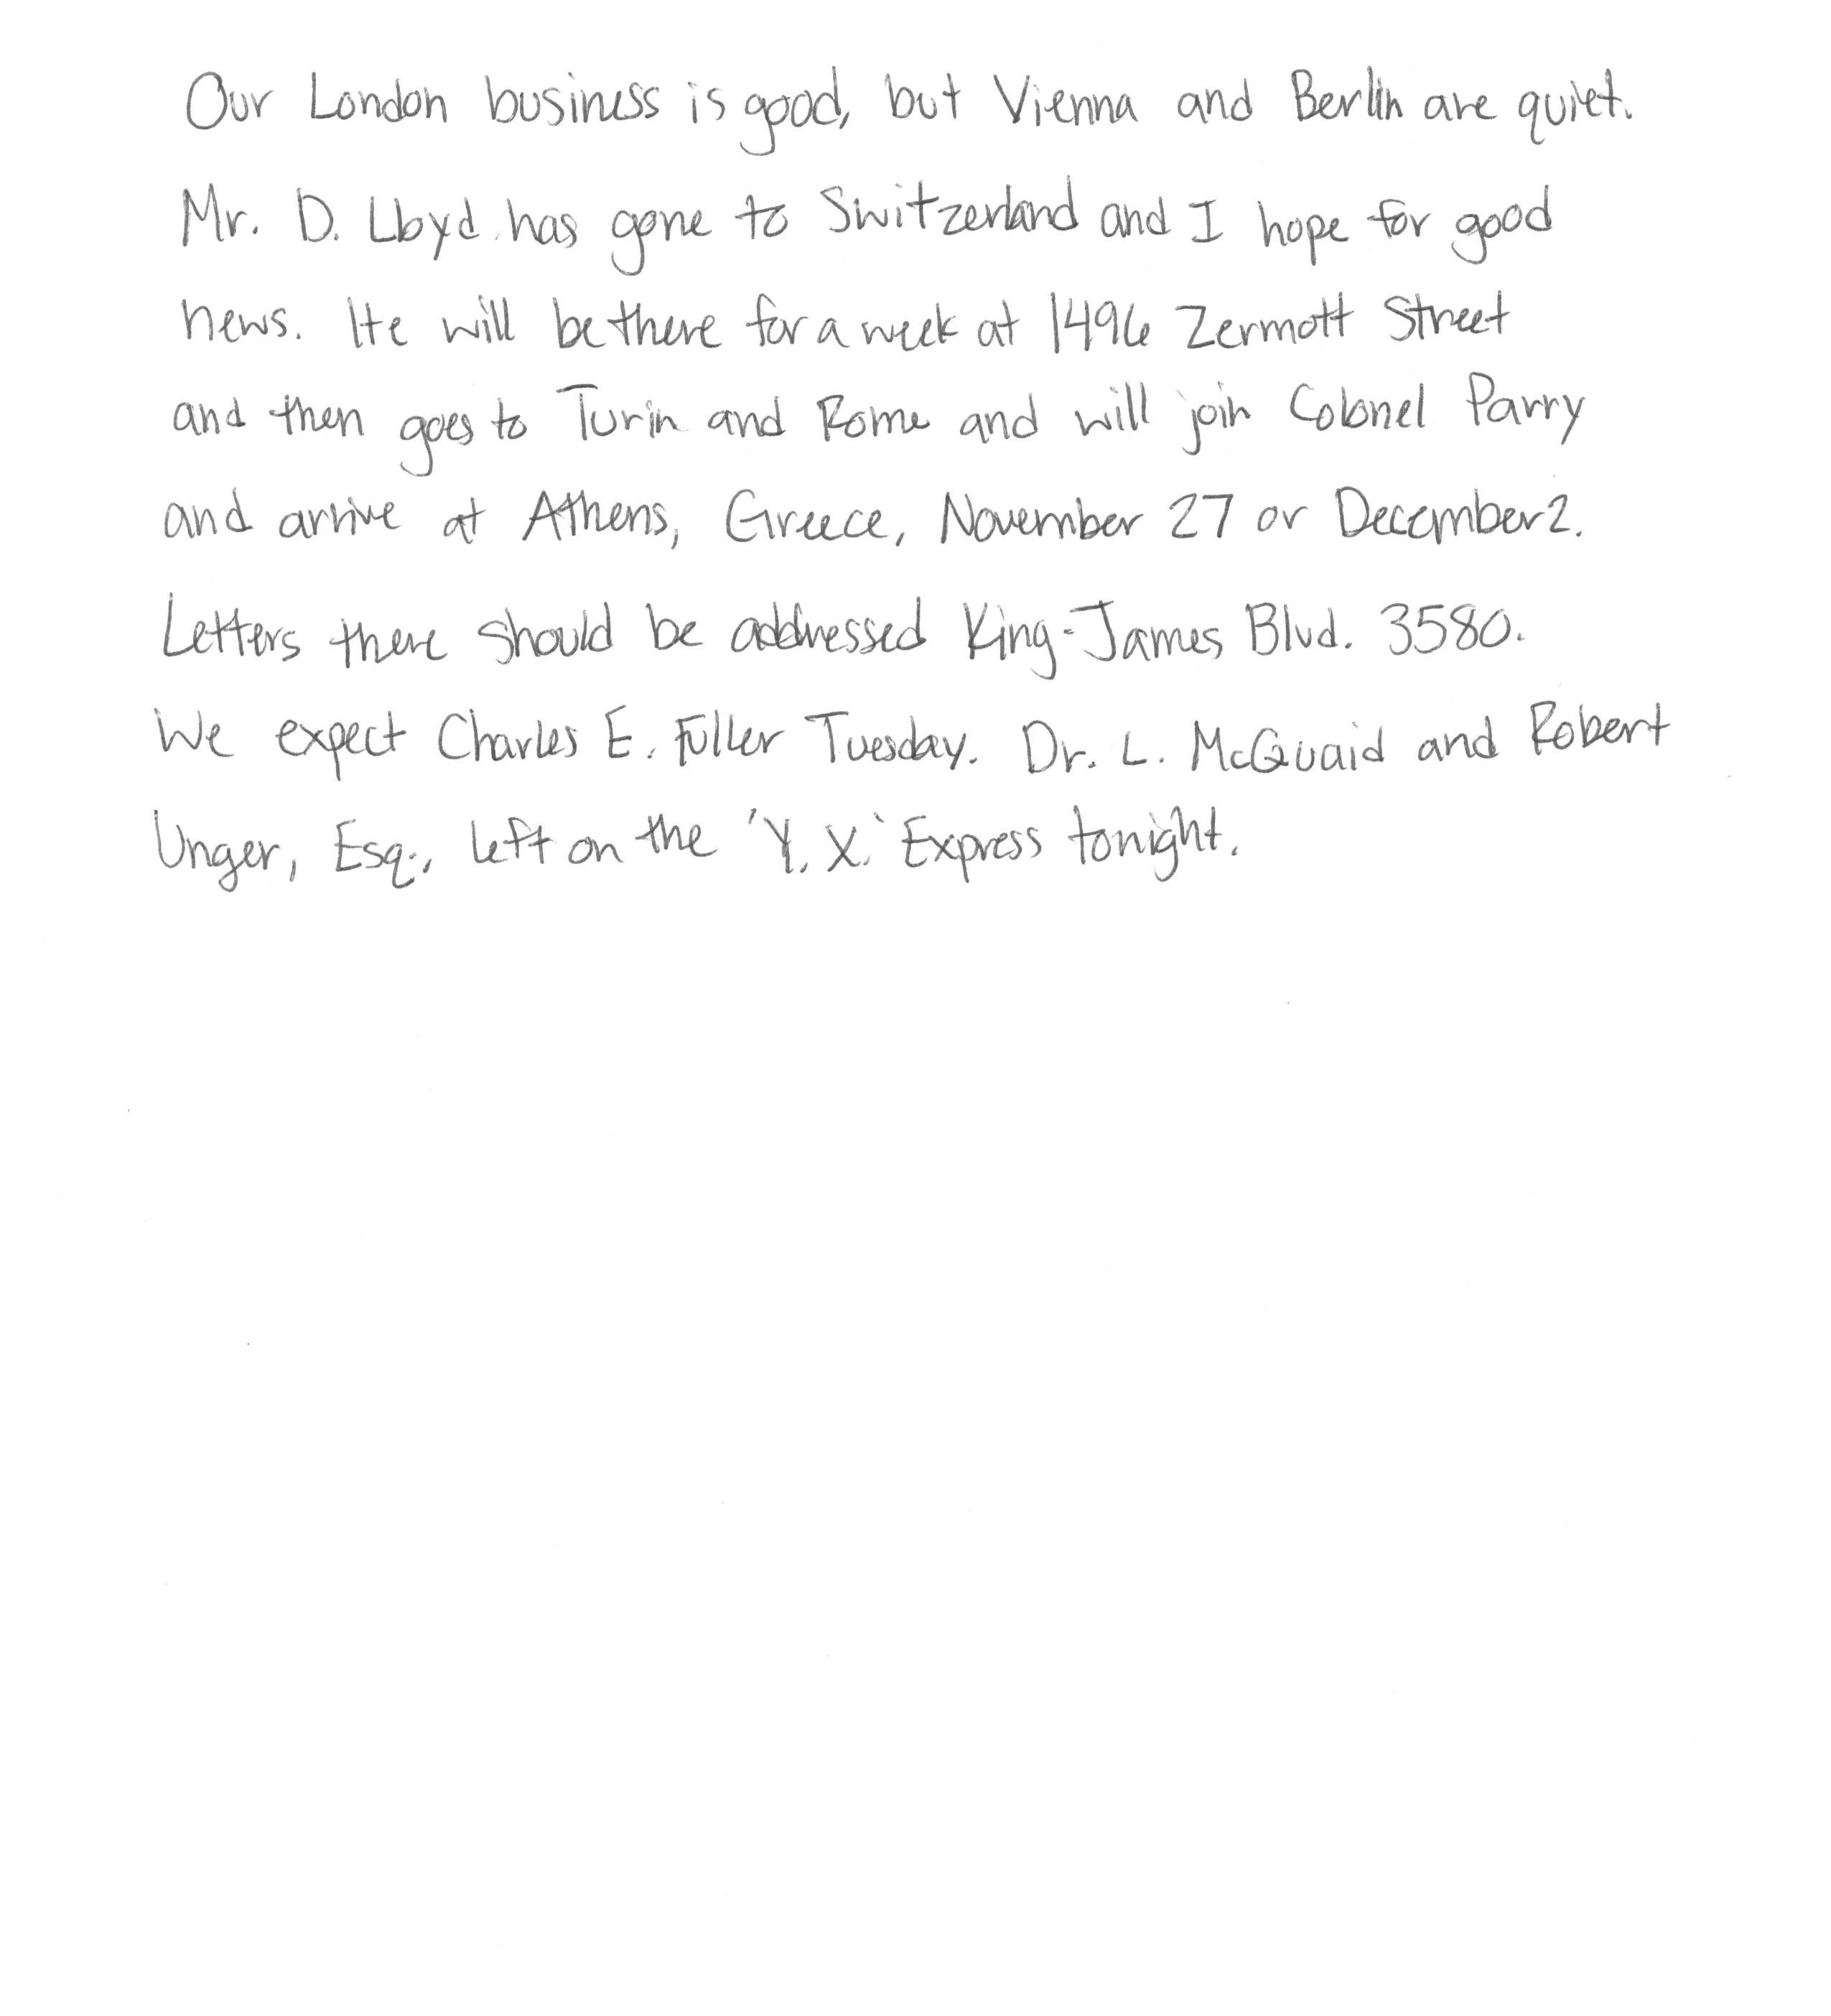 Our London business is good, but Vienna and Berlin are quiet.
Mr. D. Lloyd has gone to Switzerland and I hope for good
news. He will be there for a week at 1496 Zermott Street
and then goes to Turin and Rome and will join Colonel Parry
and arrive at Athens, Greece, November 27 or December 2.
Letters there should be addressed King-James Blvd. 3580.
We expect Charles E. Fuller Tuesday. Dr. L. McQuaid and Robert
Unger, Esq., left on the 'Y. X.' Express tonight.